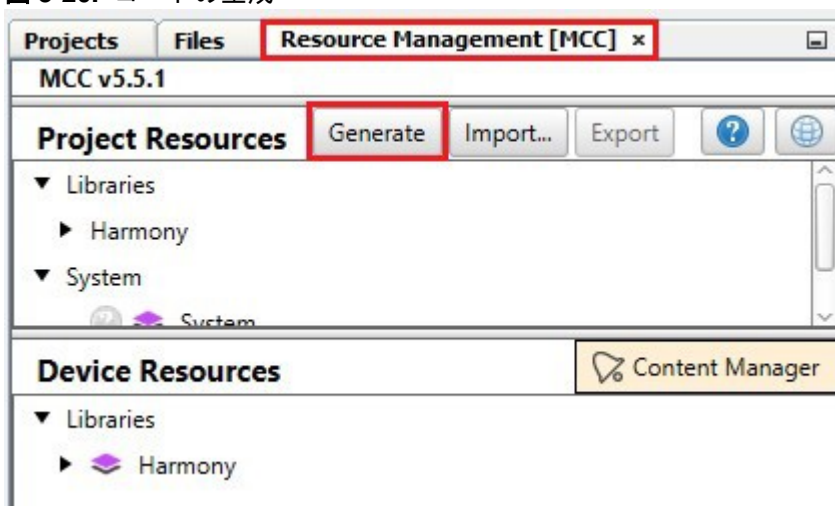 Projects Files Resource Management [MCC] ×
MCC v5.5.1
Project Resources Generate Import... Export ?
▼ Libraries
▶ Harmony
▼ System
System
Device Resources Content Manager
▼ Libraries
▶ Harmony